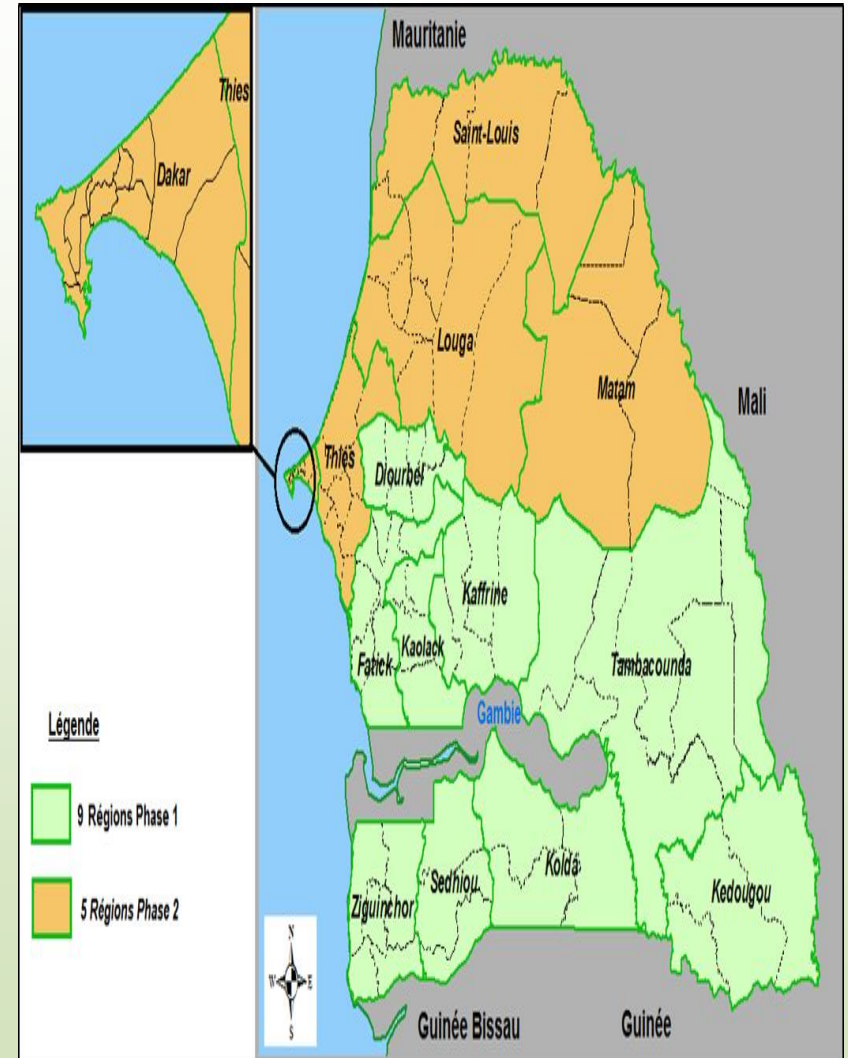 Mauritanie
Thies
Dakar
Saint-Louis
Louga
Matam
Mali
Thiés
Diourbel
Kaffrine
Kaolack
Fatick
Tambacounda
Gambie
Légende
9 Régions Phase 1
5 Régions Phase 2
Kolda
Sedhiou
Ziguinchor
Kedougou
N
W E
S
Guinée Bissau
Guinée